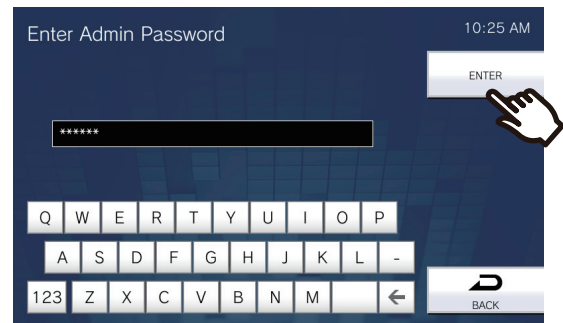 Enter Admin Password
10:25 AM
ENTER
******
Q W E R T Y U I O P
A S D F G H J K L -
123 Z X C V B N M ←
BACK